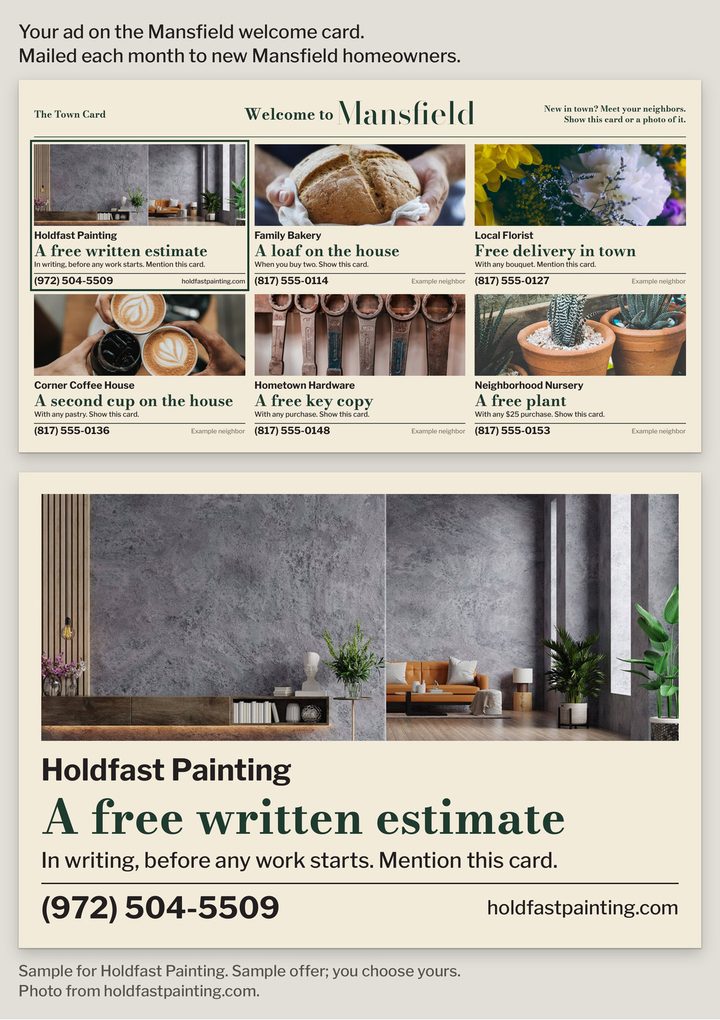 Your ad on the Mansfield welcome card.
Mailed each month to new Mansfield homeowners.
The Town Card
Welcome to Mansfield
New in town? Meet your neighbors.
Show this card or a photo of it.
Holdfast Painting
A free written estimate
In writing, before any work starts. Mention this card.
(972) 504-5509
holdfastpainting.com
Family Bakery
A loaf on the house
When you buy two. Show this card.
(817) 555-0114
Example neighbor
Local Florist
Free delivery in town
With any bouquet. Mention this card.
(817) 555-0127
Example neighbor
Corner Coffee House
A second cup on the house
With any pastry. Show this card.
(817) 555-0136
Example neighbor
Hometown Hardware
A free key copy
With any purchase. Show this card.
(817) 555-0148
Example neighbor
Neighborhood Nursery
A free plant
With any $25 purchase. Show this card.
(817) 555-0153
Example neighbor
Holdfast Painting
A free written estimate
In writing, before any work starts. Mention this card.
(972) 504-5509
holdfastpainting.com
Sample for Holdfast Painting. Sample offer; you choose yours.
Photo from holdfastpainting.com.